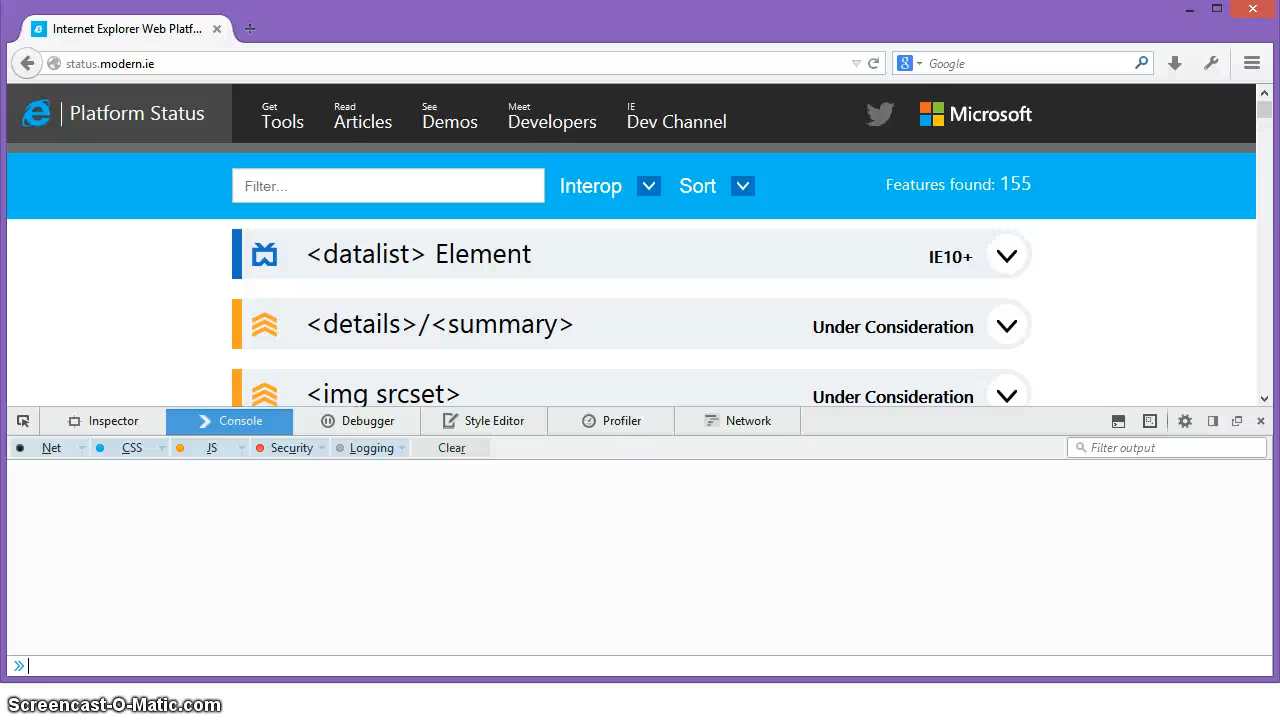 Internet Explorer Web Platf...
status.modern.ie
Google
Platform Status
Get
Tools
Read
Articles
See
Demos
Meet
Developers
IE
Dev Channel
Microsoft
Filter...
Interop
Sort
Features found: 155
<datalist> Element
IE10+
<details>/<summary>
Under Consideration
<img srcset>
Under Consideration
Inspector
Console
Debugger
Style Editor
Profiler
Network
Net
CSS
JS
Security
Logging
Clear
Filter output
Screencast-O-Matic.com